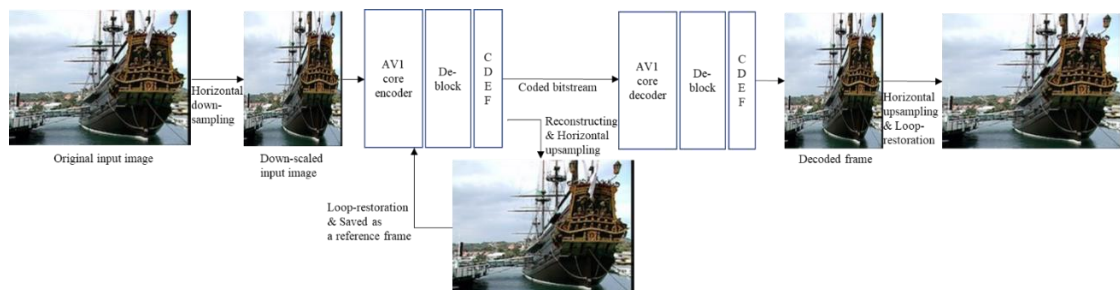 Original input image
Horizontal
down-
sampling
Down-scaled
input image
AV1
core
encoder
De-
block
C
D
E
F
Coded bitstream
Reconstructing
& Horizontal
upsampling
Loop-restoration
& Saved as
a reference frame
AV1
core
decoder
De-
block
C
D
E
F
Decoded frame
Horizontal
upsampling
& Loop-
restoration